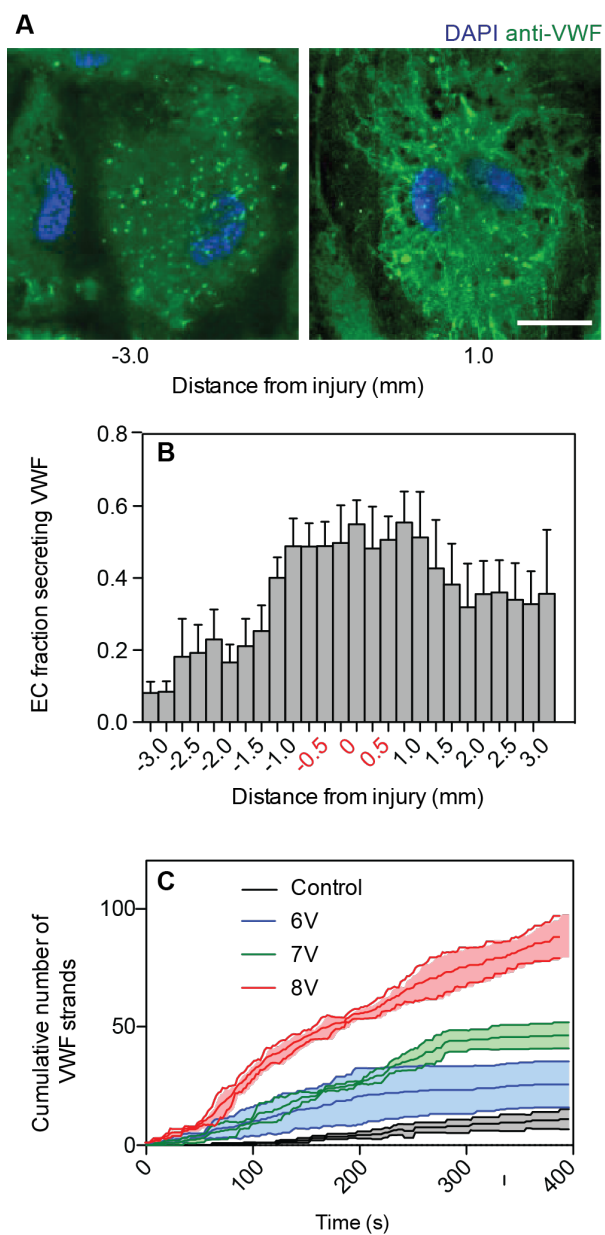 A
DAPI anti-VWF
-3.0
1.0
Distance from injury (mm)
B
EC fraction secreting VWF
0.8
0.6
0.4
0.2
0.0
-3.0
-2.5
-2.0
-1.5
-1.0
-0.5
0
0.5
1.0
1.5
2.0
2.5
3.0
Distance from injury (mm)
C
Control
6V
7V
8V
Cumulative number of
VWF strands
100
50
0
0
100
200
300
400
Time (s)